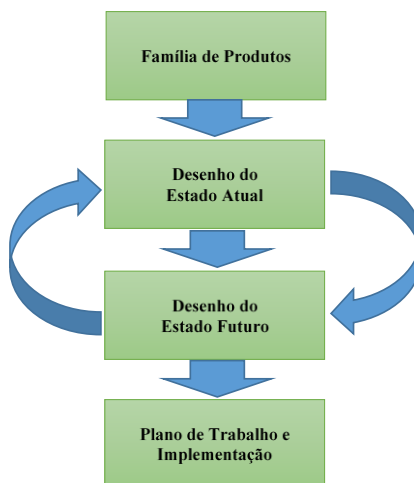 Família de Produtos
Desenho do
Estado Atual
Desenho do
Estado Futuro
Plano de Trabalho e
Implementação